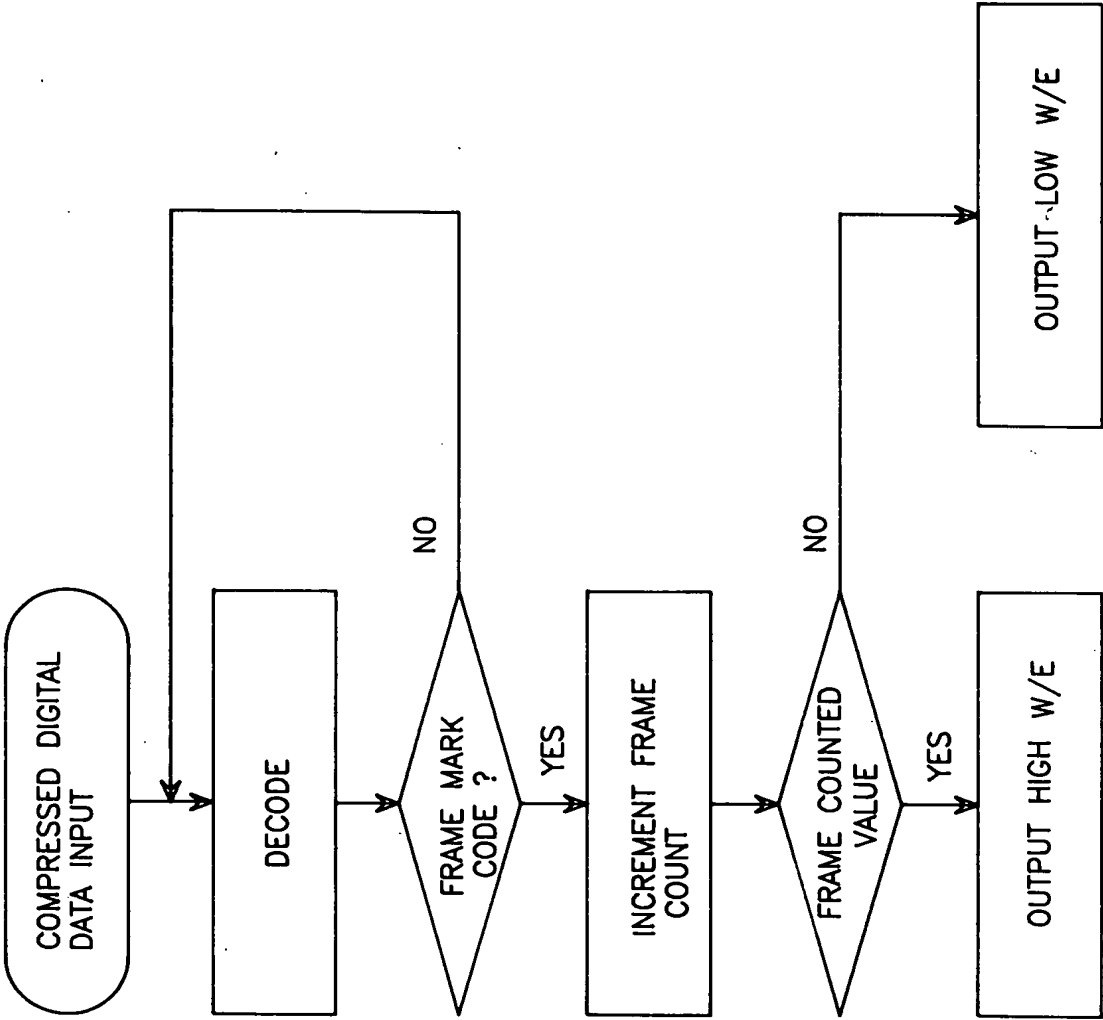 COMPRESSED DIGITAL
DATA INPUT
DECODE
FRAME MARK
CODE ?
NO
YES
INCREMENT FRAME
COUNT
FRAME COUNTED
VALUE
NO
YES
OUTPUT HIGH W/E
OUTPUT LOW W/E